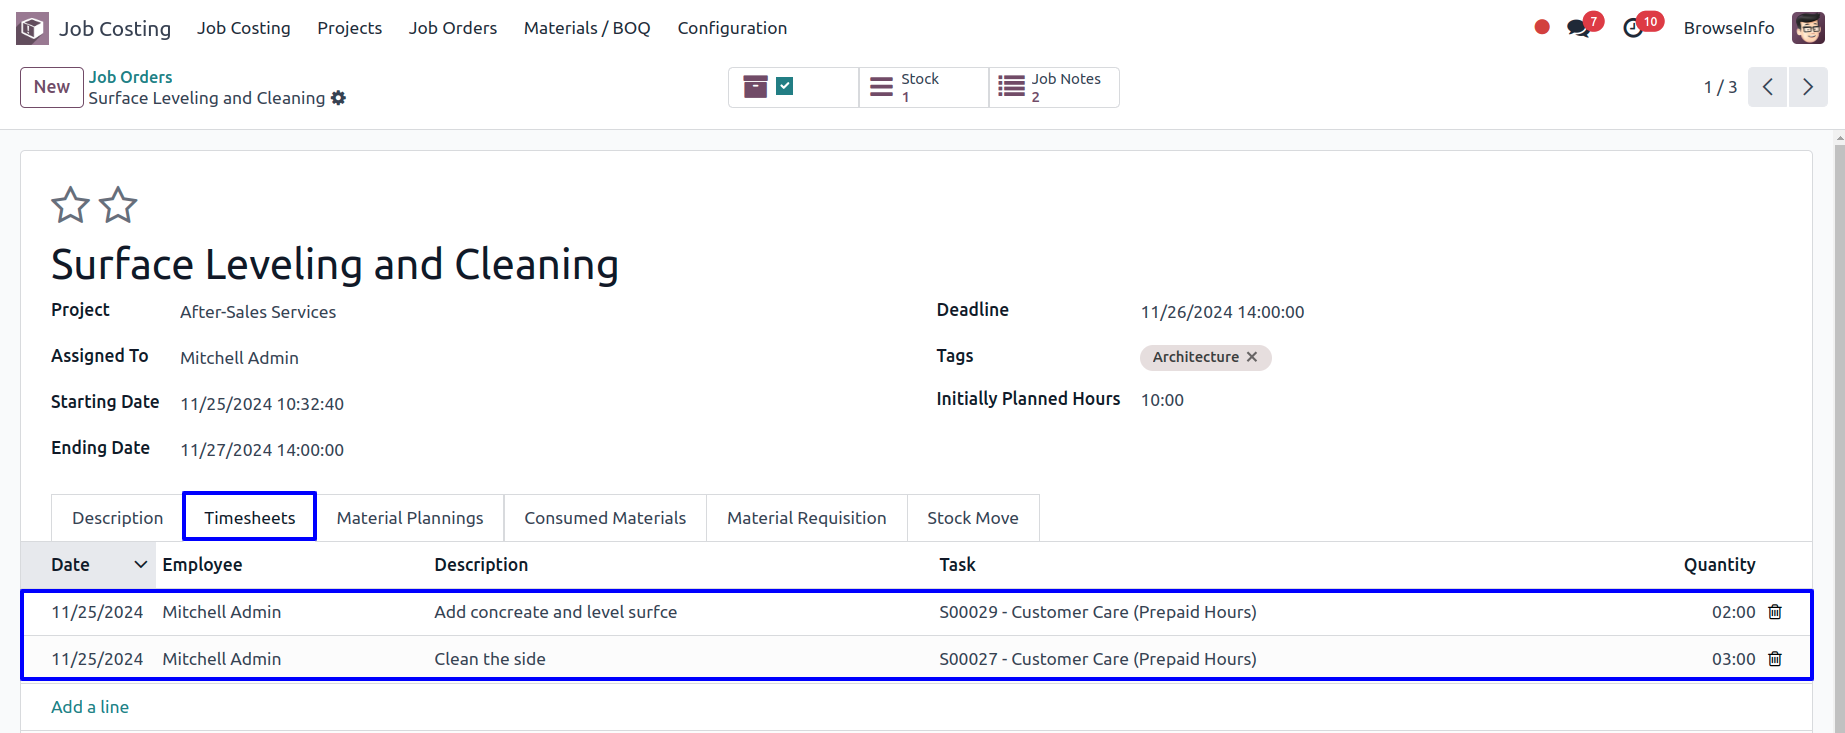 Job Costing Job Costing Projects Job Orders Materials / BOQ Configuration 7 10 BrowseInfo
New Job Orders Stock Job Notes
Surface Leveling and Cleaning 1 2 1 / 3
Surface Leveling and Cleaning
Project After-Sales Services Deadline 11/26/2024 14:00:00
Assigned To Mitchell Admin Tags Architecture ✕
Starting Date 11/25/2024 10:32:40 Initially Planned Hours 10:00
Ending Date 11/27/2024 14:00:00
Description Timesheets Material Plannings Consumed Materials Material Requisition Stock Move
Date Employee Description Task Quantity
11/25/2024 Mitchell Admin Add concreate and level surfce S00029 - Customer Care (Prepaid Hours) 02:00
11/25/2024 Mitchell Admin Clean the side S00027 - Customer Care (Prepaid Hours) 03:00
Add a line